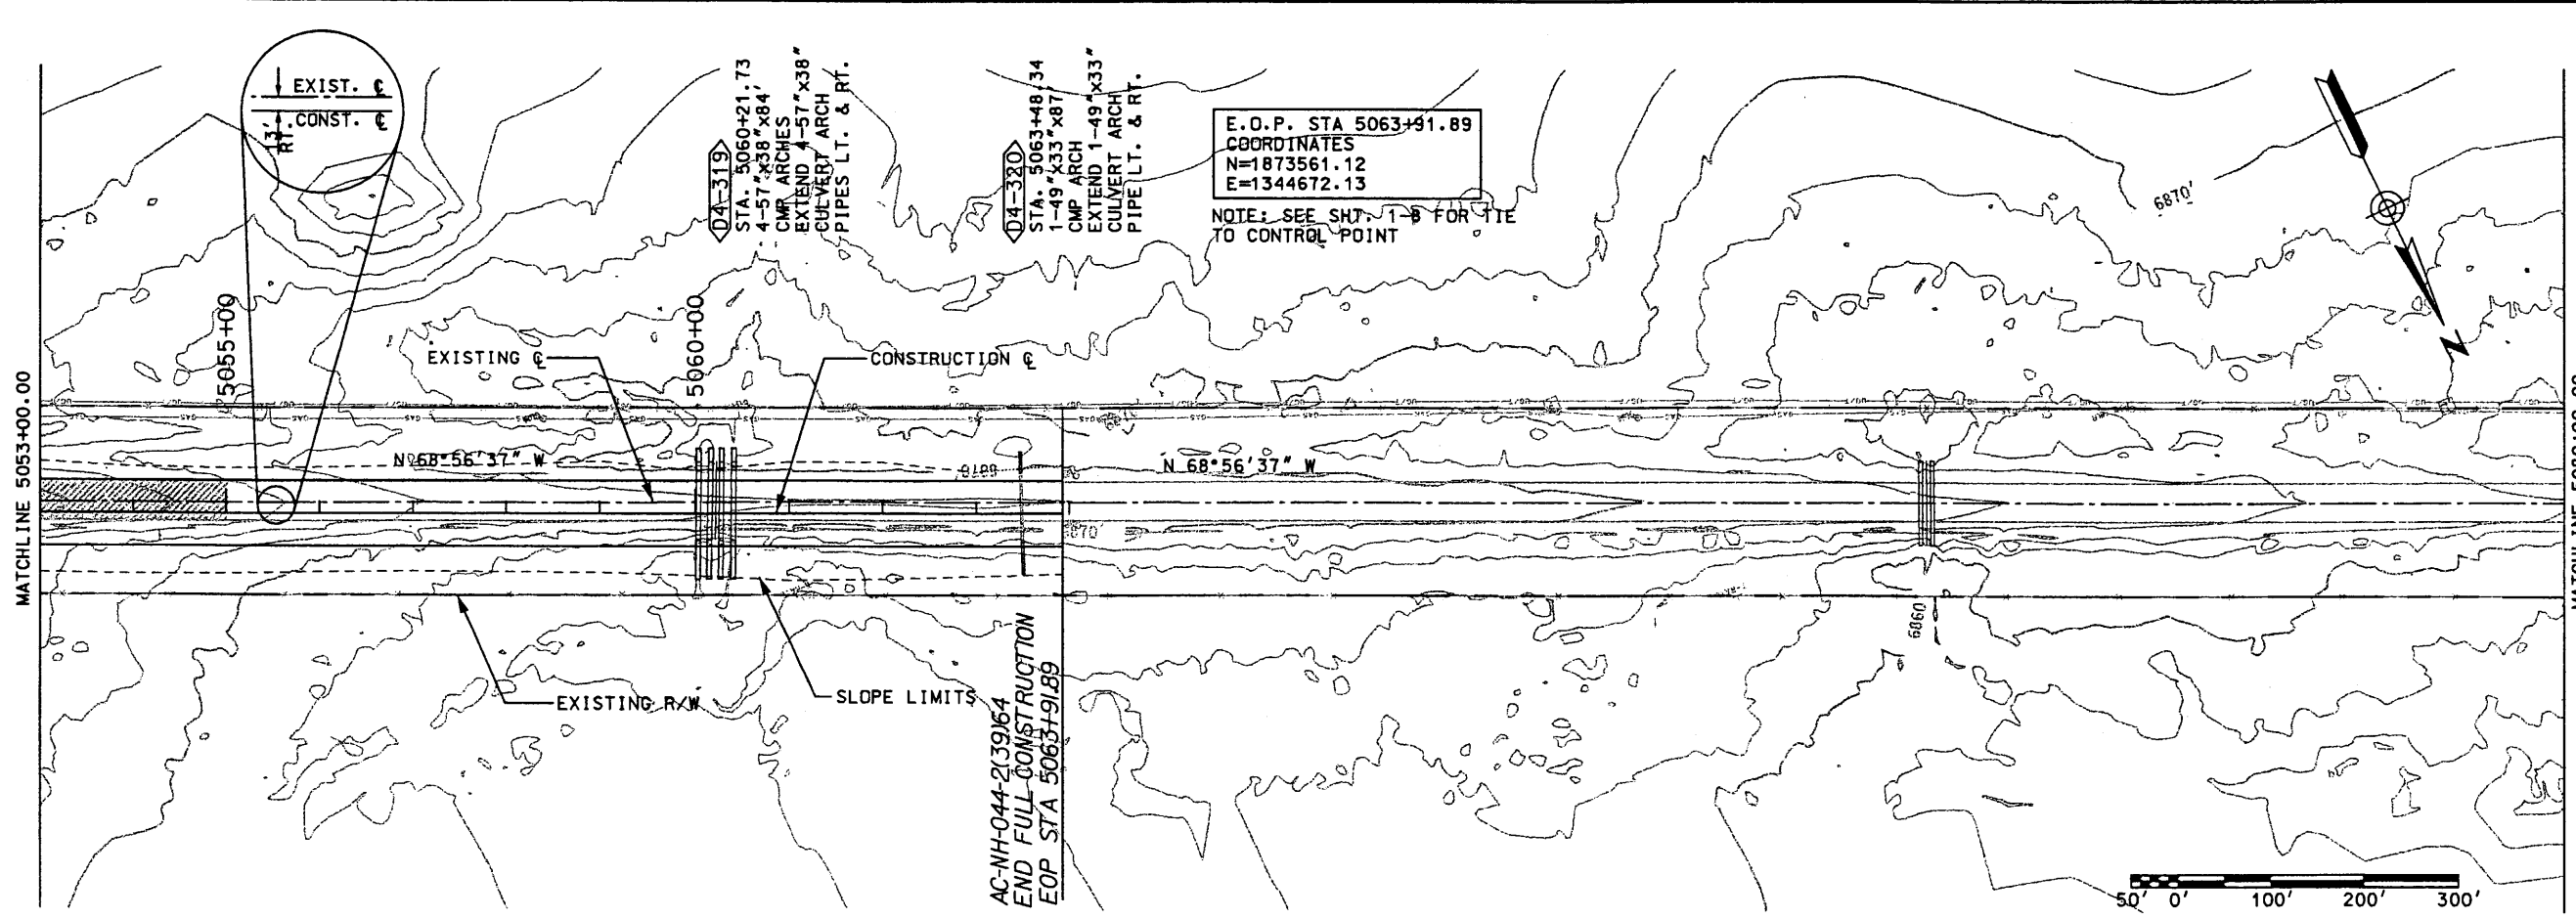 EXIST. ℄
CONST. ℄
13'
RT.
D4-319
STA. 5060+21.73
4-57"x38"x84'
CMP ARCHES
EXTEND 4-57"x38"
CULVERT ARCH
PIPES LT. & RT.
D4-320
STA. 5063+48.34
1-49"x33"x87'
CMP ARCH
EXTEND 1-49"x33"
CULVERT ARCH
PIPE LT. & RT.
E.O.P. STA 5063+91.89
COORDINATES
N=1873561.12
E=1344672.13
NOTE: SEE SHT. 1-B FOR TIE
TO CONTROL POINT
6870'
N
5055+00
5060+00
EXISTING ℄
CONSTRUCTION ℄
MATCHLINE 5053+00.00
N 68°56'37" W
N 68°56'37" W
6870
6870'
6860
EXISTING R/W
SLOPE LIMITS
AC-NH-044-2(39)64
END FULL CONSTRUCTION
EOP STA 5063+91.89
MATCHLINE
50' 0' 100' 200' 300'